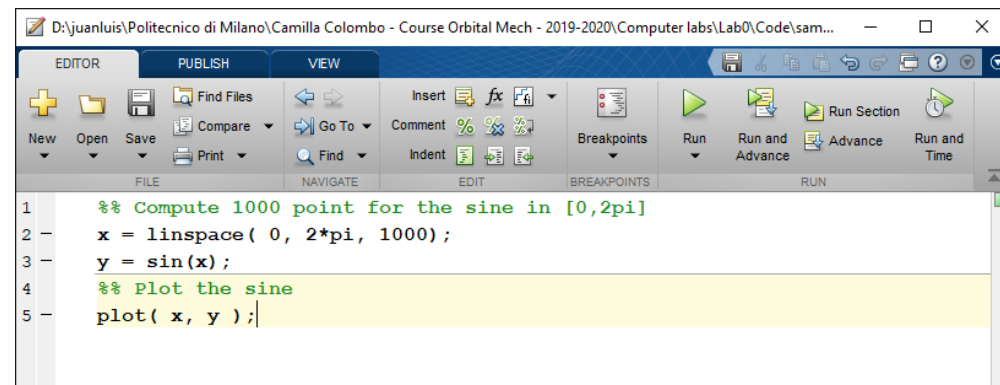 D:\juanluis\Politecnico di Milano\Camilla Colombo - Course Orbital Mech - 2019-2020\Computer labs\Lab0\Code\sam...
EDITOR PUBLISH VIEW
New Open Save Find Files Compare Print
Go To Find
Insert fx
Comment
Indent
Breakpoints
Run Run and Advance Run Section Advance Run and Time
FILE NAVIGATE EDIT BREAKPOINTS RUN
1 %% Compute 1000 point for the sine in [0,2pi]
2 - x = linspace( 0, 2*pi, 1000);
3 - y = sin(x);
4 %% Plot the sine
5 - plot( x, y );